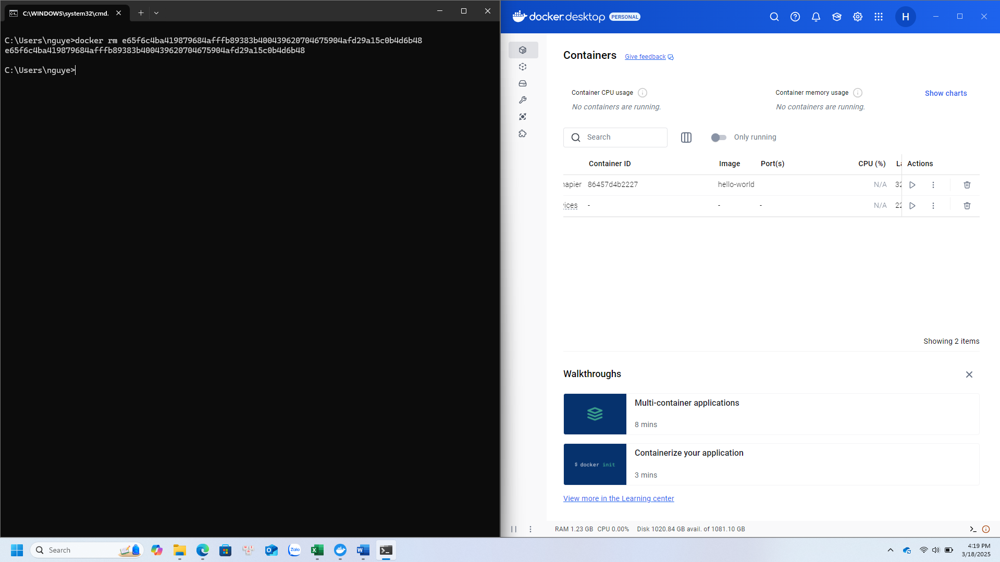 C:\WINDOWS\system32\cmd.
C:\Users\nguye>docker rm e65f6c4ba419879684afffb89383b400439620704675904afd29a15c0b4d6b48
e65f6c4ba419879684afffb89383b400439620704675904afd29a15c0b4d6b48
C:\Users\nguye>
docker.desktop PERSONAL
H
Containers Give feedback
Container CPU usage
No containers are running.
Container memory usage
No containers are running.
Show charts
Search
Only running
Container ID Image Port(s) CPU (%) La Actions
napier 86457d4b2227 hello-world N/A 32
vices - - - N/A 22
Showing 2 items
Walkthroughs
Multi-container applications
8 mins
$ docker init
Containerize your application
3 mins
View more in the Learning center
RAM 1.23 GB CPU 0.00% Disk 1020.84 GB avail. of 1081.10 GB
Search
Zalo
4:19 PM
3/18/2025